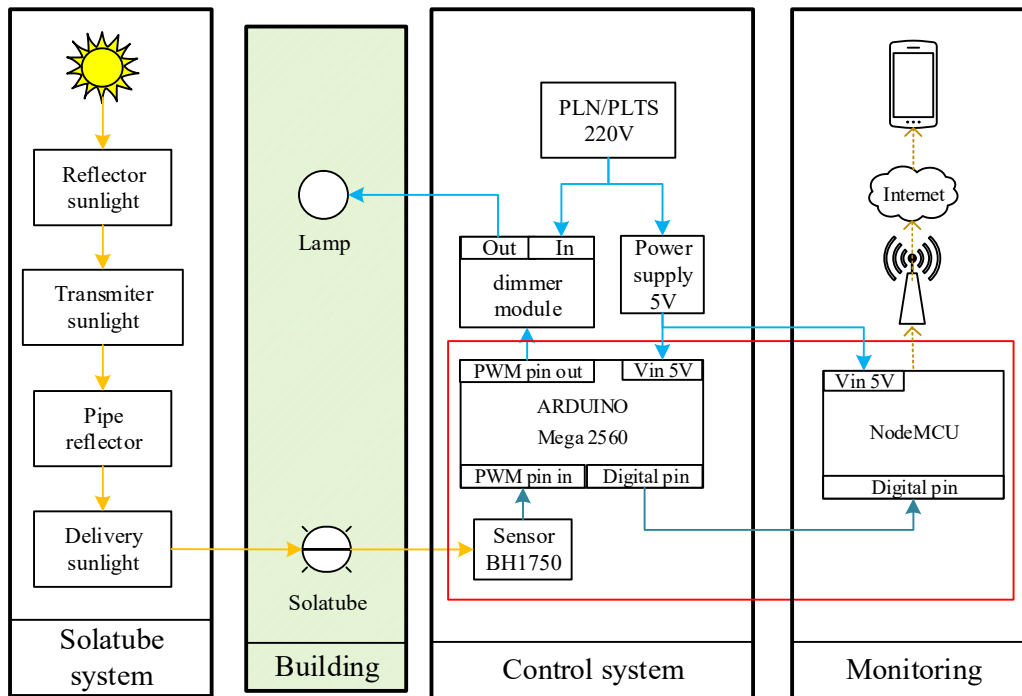 Reflector
sunlight
Transmiter
sunlight
Pipe
reflector
Delivery
sunlight
Solatube
system
Lamp
Solatube
Building
PLN/PLTS
220V
Out
In
dimmer
module
Power
supply
5V
PWM pin out
Vin 5V
ARDUINO
Mega 2560
PWM pin in
Digital pin
Sensor
BH1750
Control system
Internet
Vin 5V
NodeMCU
Digital pin
Monitoring